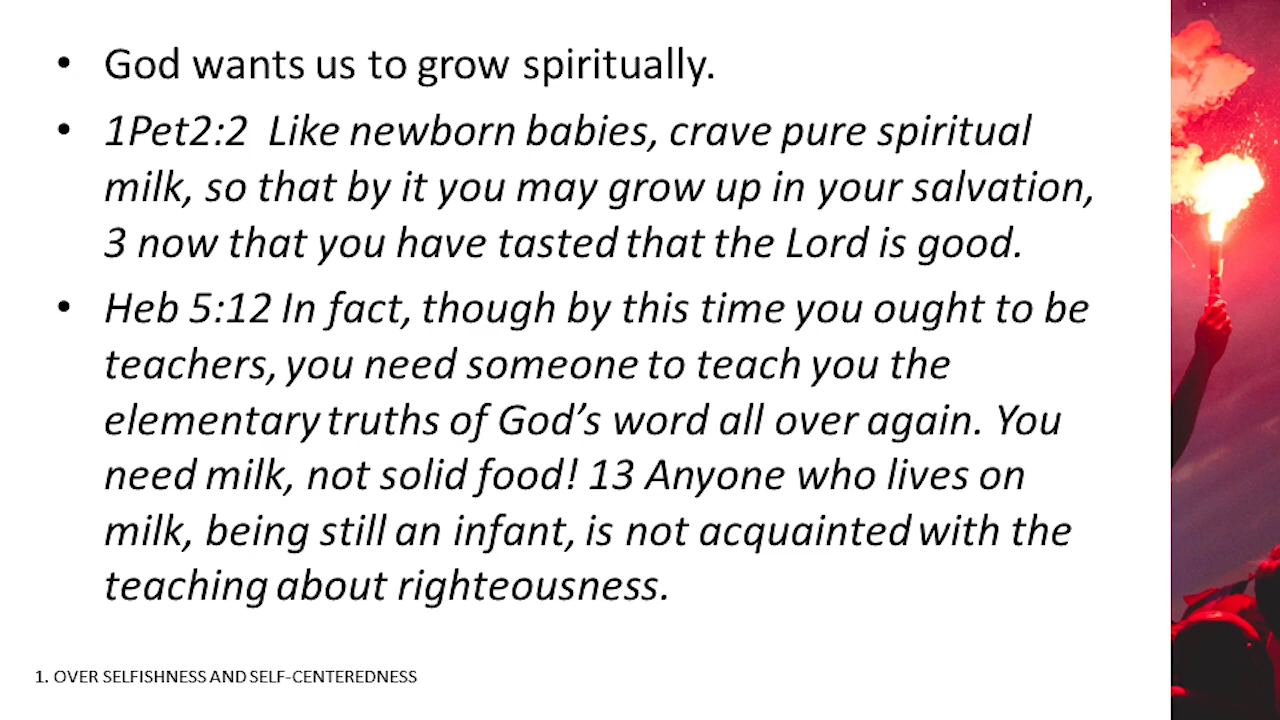 • God wants us to grow spiritually.
• 1Pet2:2  Like newborn babies, crave pure spiritual
milk, so that by it you may grow up in your salvation,
3 now that you have tasted that the Lord is good.
• Heb 5:12 In fact, though by this time you ought to be
teachers, you need someone to teach you the
elementary truths of God’s word all over again. You
need milk, not solid food! 13 Anyone who lives on
milk, being still an infant, is not acquainted with the
teaching about righteousness.
1. OVER SELFISHNESS AND SELF-CENTEREDNESS